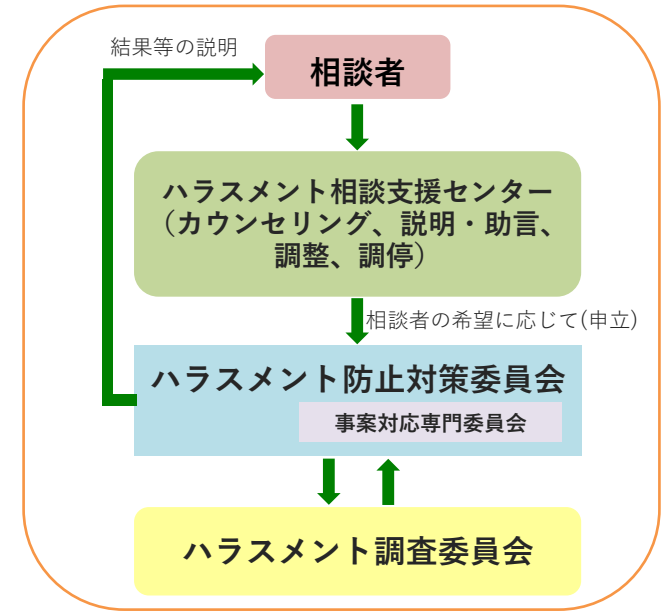 結果等の説明
相談者
ハラスメント相談支援センター
（カウンセリング、説明・助言、
調整、調停）
相談者の希望に応じて(申立)
ハラスメント防止対策委員会
事案対応専門委員会
ハラスメント調査委員会